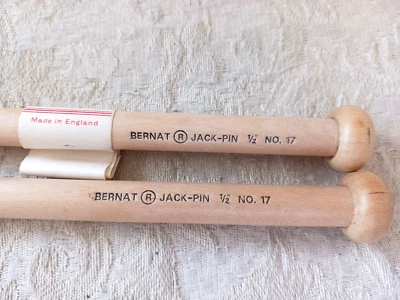 Made in England
BERNAT ® JACK-PIN ½" NO. 17
BERNAT ® JACK-PIN ½" NO. 17